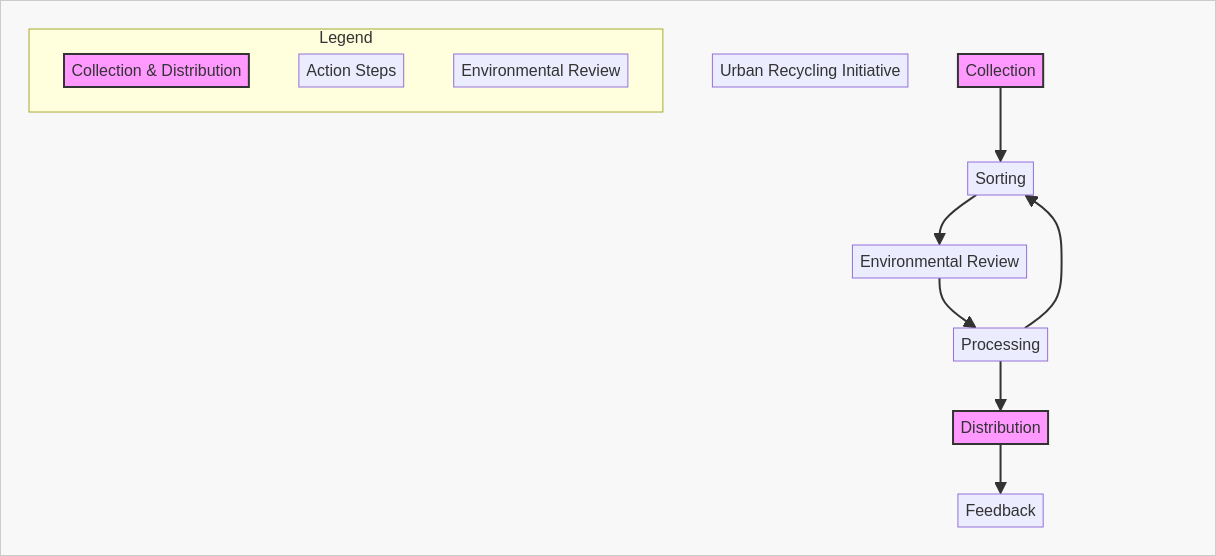 Legend
Collection & Distribution
Action Steps
Environmental Review
Urban Recycling Initiative
Collection
Sorting
Environmental Review
Processing
Distribution
Feedback